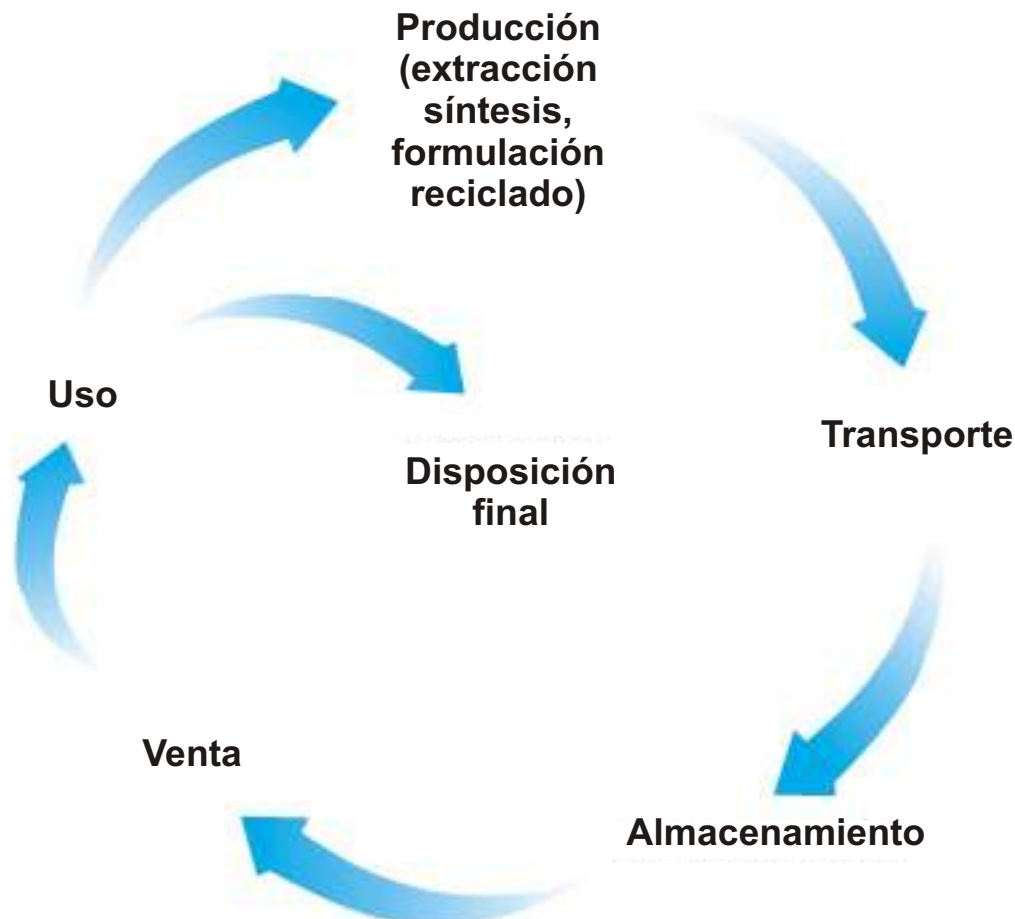 Producción
(extracción
síntesis,
formulación
reciclado)
Uso
Transporte
Disposición
final
Venta
Almacenamiento